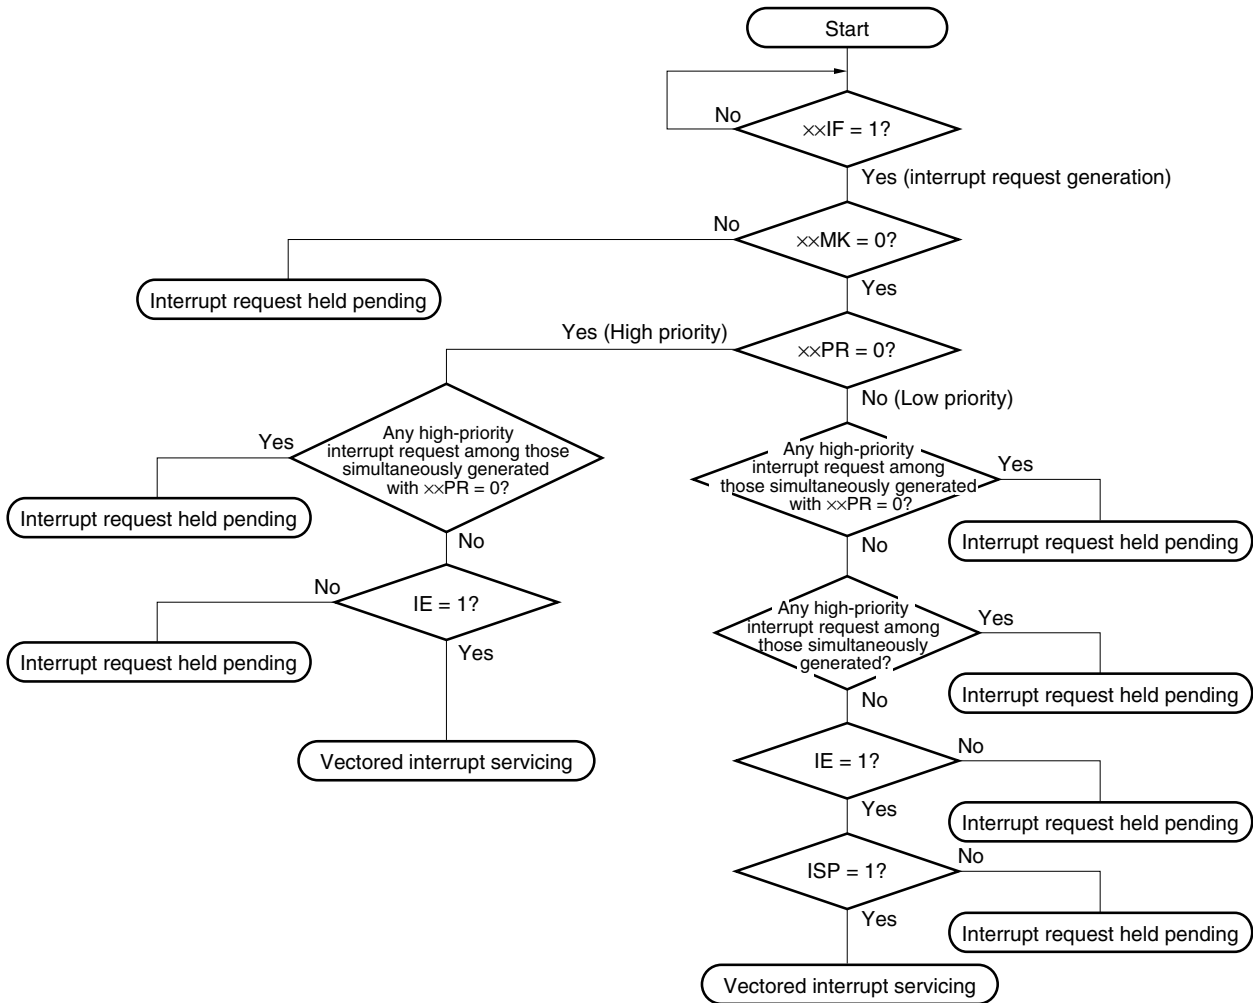 Start
No
××IF = 1?
Yes (interrupt request generation)
No
××MK = 0?
Interrupt request held pending
Yes
Yes (High priority)
××PR = 0?
No (Low priority)
Yes
Any high-priority
interrupt request among those
simultaneously generated
with ××PR = 0?
Any high-priority
interrupt request among
those simultaneously generated
with ××PR = 0?
Yes
Interrupt request held pending
Interrupt request held pending
No
No
No
IE = 1?
Any high-priority
interrupt request among
those simultaneously
generated?
Yes
Interrupt request held pending
Yes
Interrupt request held pending
No
Vectored interrupt servicing
IE = 1?
No
Yes
Interrupt request held pending
ISP = 1?
No
Yes
Interrupt request held pending
Vectored interrupt servicing